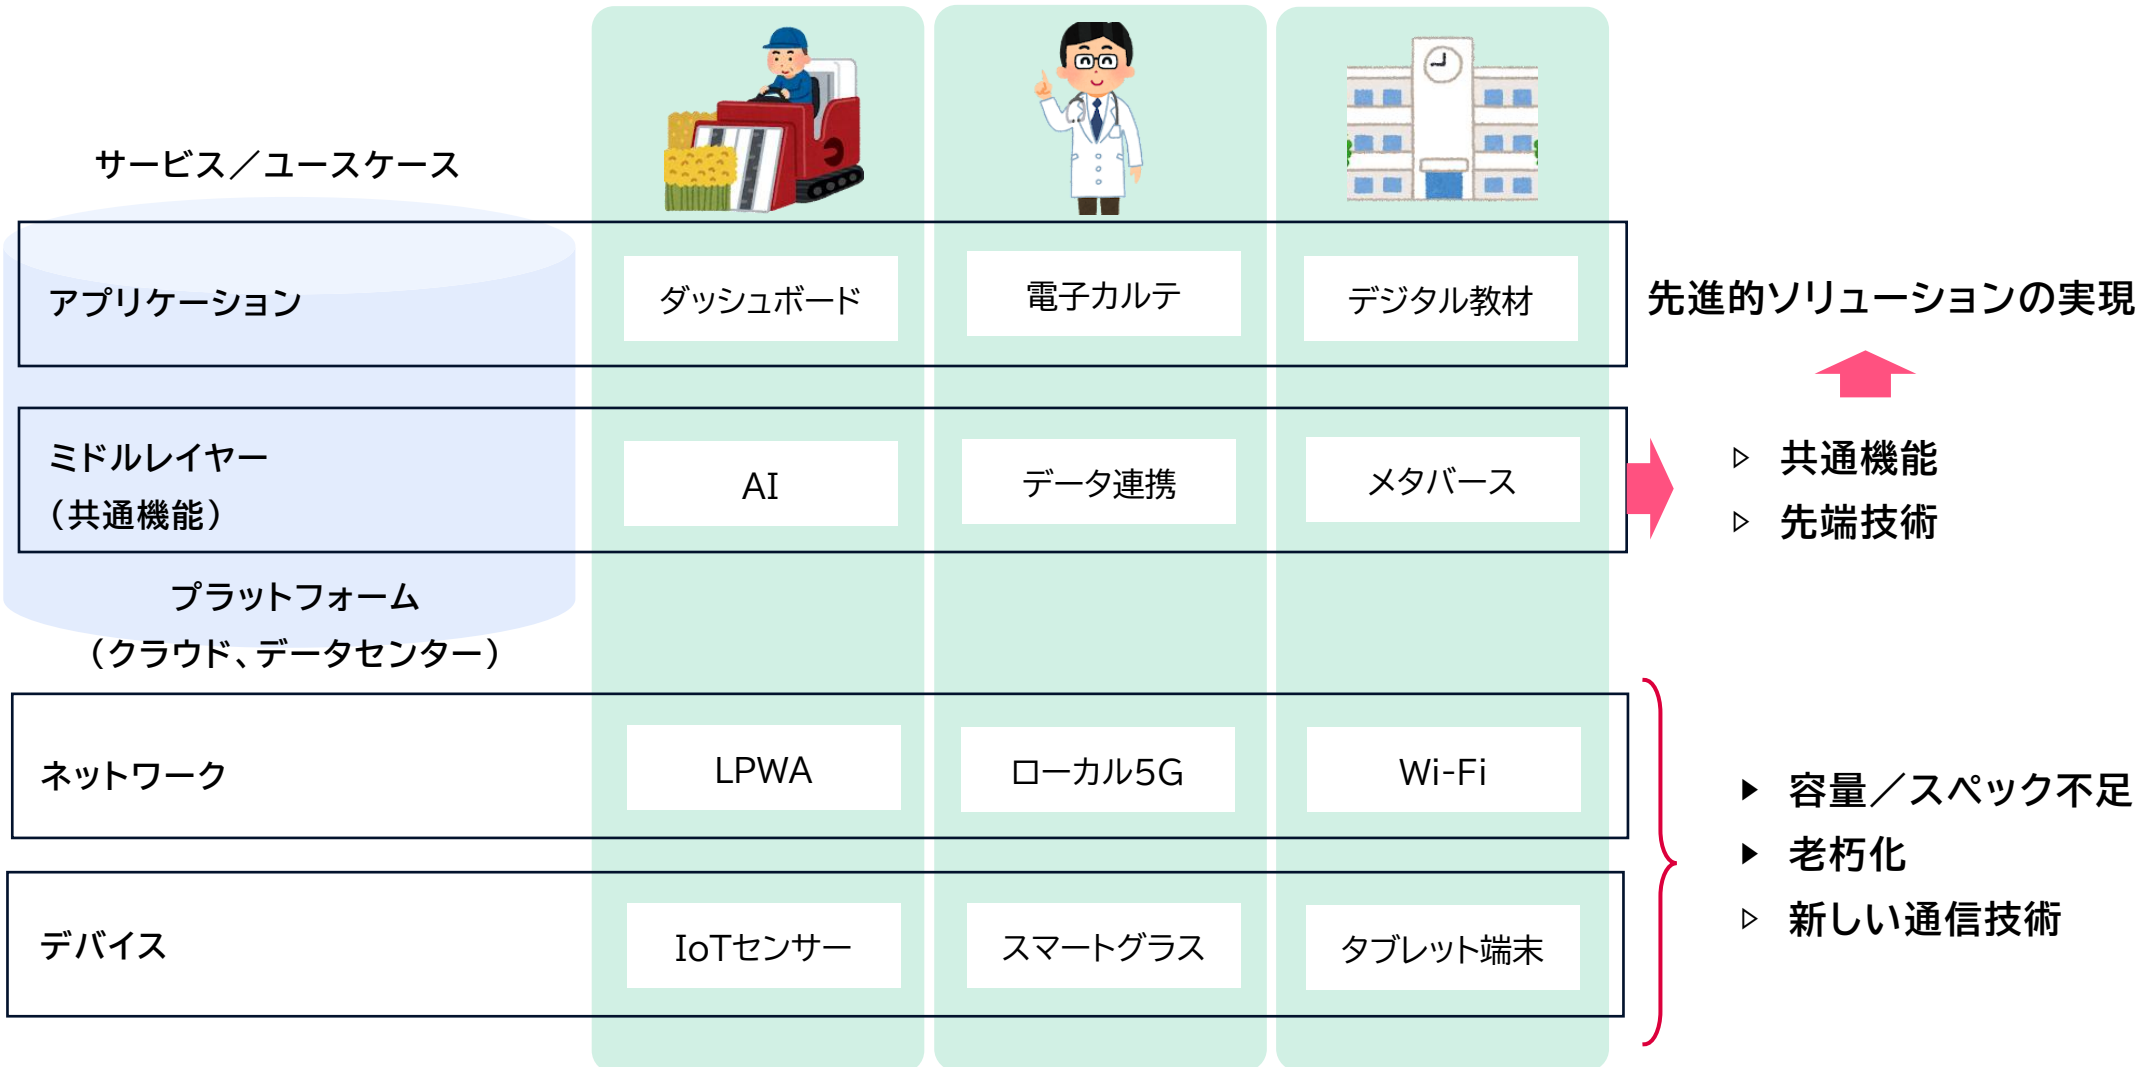 サービス／ユースケース
アプリケーション
ダッシュボード
電子カルテ
デジタル教材
先進的ソリューションの実現
ミドルレイヤー
（共通機能）
AI
データ連携
メタバース
▷ 共通機能
▷ 先端技術
プラットフォーム
（クラウド、データセンター）
ネットワーク
LPWA
ローカル5G
Wi-Fi
デバイス
IoTセンサー
スマートグラス
タブレット端末
▶ 容量／スペック不足
▶ 老朽化
▷ 新しい通信技術